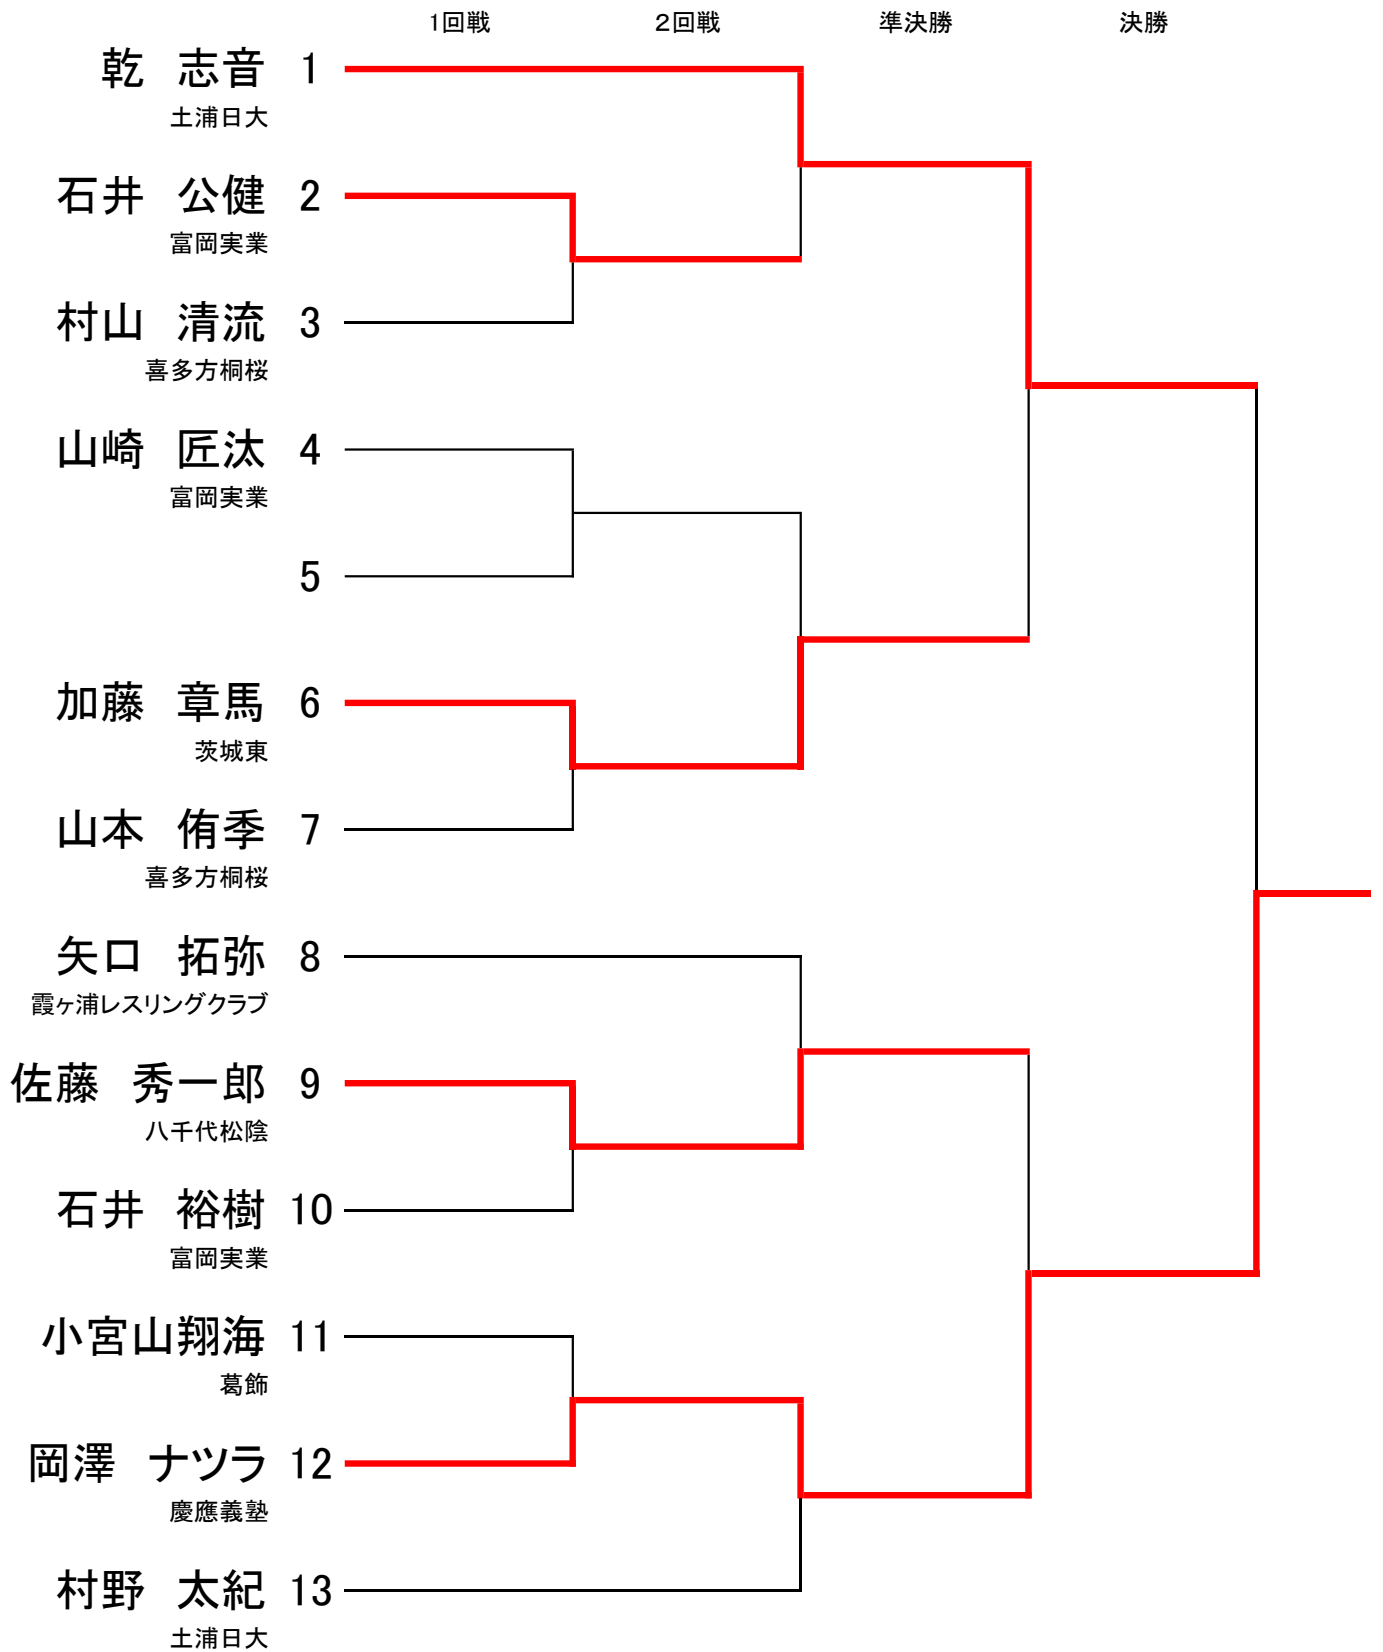 1回戦 2回戦 準決勝 決勝
乾 志音 1
土浦日大
石井 公健 2
富岡実業
村山 清流 3
喜多方桐桜
山崎 匠汰 4
富岡実業
5
加藤 章馬 6
茨城東
山本 侑季 7
喜多方桐桜
矢口 拓弥 8
霞ヶ浦レスリングクラブ
佐藤 秀一郎 9
八千代松陰
石井 裕樹 10
富岡実業
小宮山翔海 11
葛飾
岡澤 ナツラ 12
慶應義塾
村野 太紀 13
土浦日大